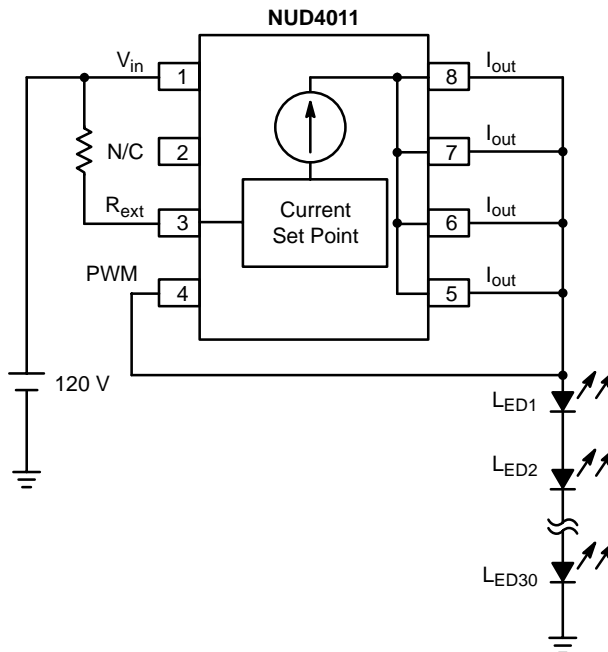 NUD4011
V_in 1 8 I_out
N/C 2 7 I_out
R_ext 3 Current Set Point 6 I_out
PWM 4 5 I_out
120 V
L_ED1
L_ED2
L_ED30